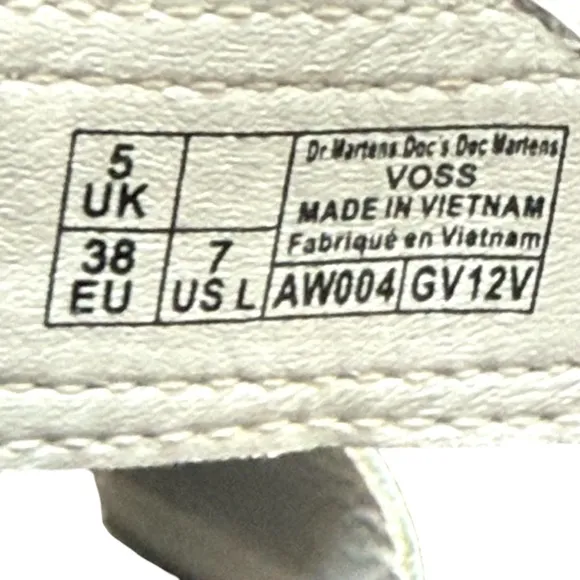 5
UK
38
EU
7
US L
Dr Martens Doc's Doc Martens
VOSS
MADE IN VIETNAM
Fabriqué en Vietnam
AW004 GV12V